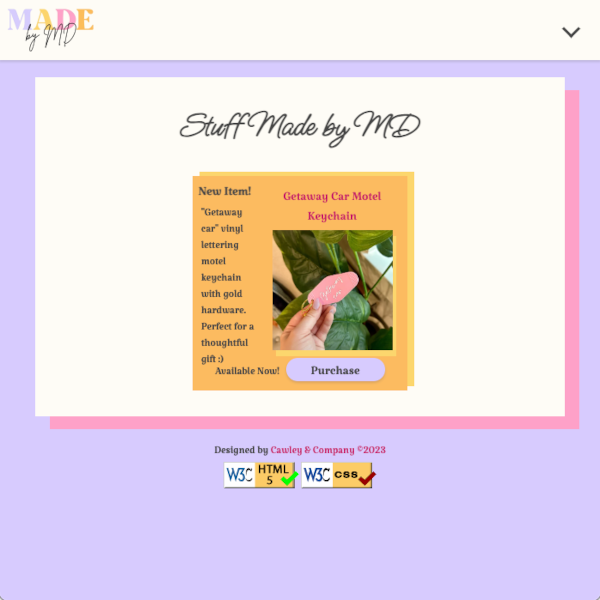 MADE
by MD
Stuff Made by MD
New Item!
"Getaway
car" vinyl
lettering
motel
keychain
with gold
hardware.
Perfect for a
thoughtful
gift :)
Getaway Car Motel
Keychain
Available Now!
Purchase
Designed by Cawley & Company ©2023
W3C HTML
5
W3C css